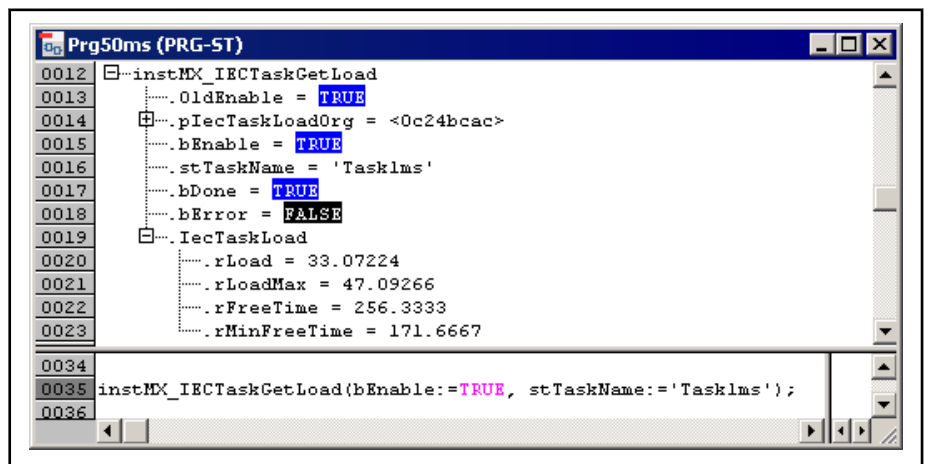 Prg50ms (PRG-ST)
0012 instMX_IECTaskGetLoad
0013 .OldEnable = TRUE
0014 .pIecTaskLoadOrg = <0c24bcac>
0015 .bEnable = TRUE
0016 .stTaskName = 'Task1ms'
0017 .bDone = TRUE
0018 .bError = FALSE
0019 .IecTaskLoad
0020 .rLoad = 33.07224
0021 .rLoadMax = 47.09266
0022 .rFreeTime = 256.3333
0023 .rMinFreeTime = 171.6667
0034
0035 instMX_IECTaskGetLoad(bEnable:=TRUE, stTaskName:='Task1ms');
0036